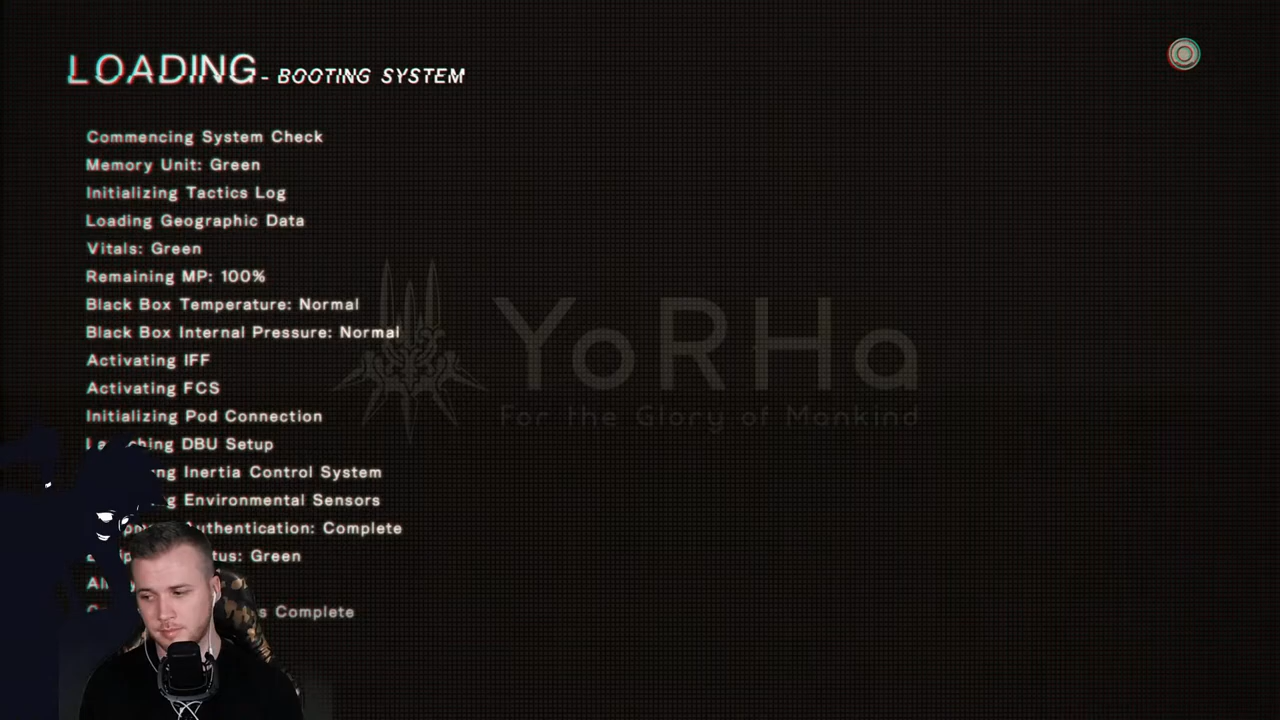 LOADING - BOOTING SYSTEM
Commencing System Check
Memory Unit: Green
Initializing Tactics Log
Loading Geographic Data
Vitals: Green
Remaining MP: 100%
Black Box Temperature: Normal
Black Box Internal Pressure: Normal
Activating IFF
Activating FCS
Initializing Pod Connection
DBU Setup
Inertia Control System
Environmental Sensors
Authentication: Complete
Green
Complete
YoRHa
For the Glory of Mankind